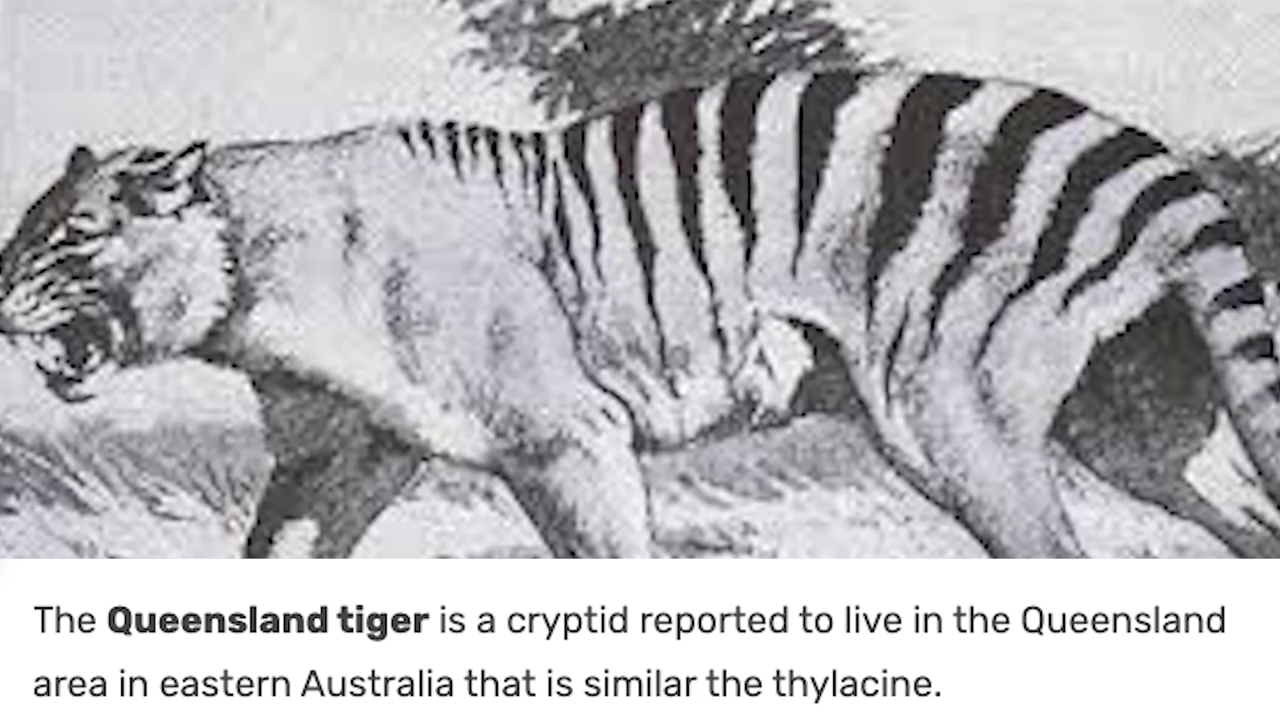 The Queensland tiger is a cryptid reported to live in the Queensland
area in eastern Australia that is similar the thylacine.